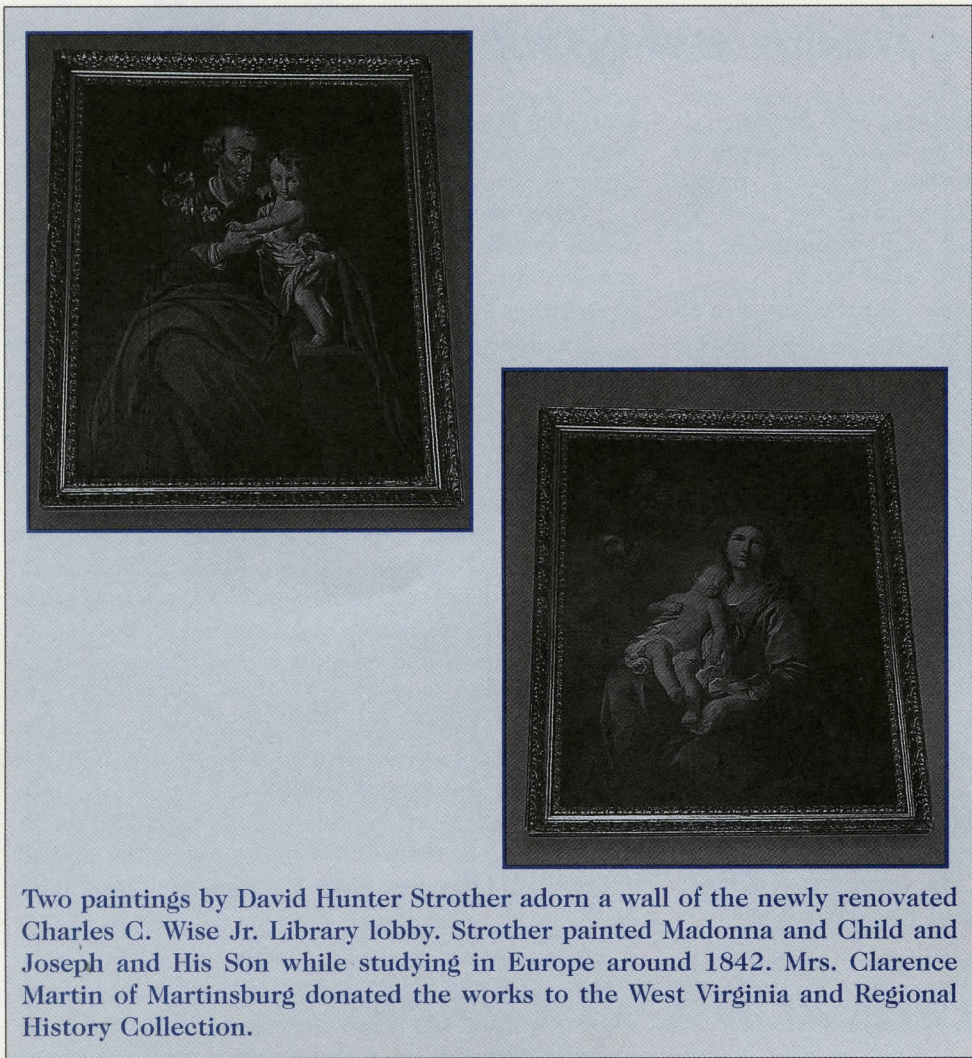 Two paintings by David Hunter Strother adorn a wall of the newly renovated
Charles C. Wise Jr. Library lobby. Strother painted Madonna and Child and
Joseph and His Son while studying in Europe around 1842. Mrs. Clarence
Martin of Martinsburg donated the works to the West Virginia and Regional
History Collection.